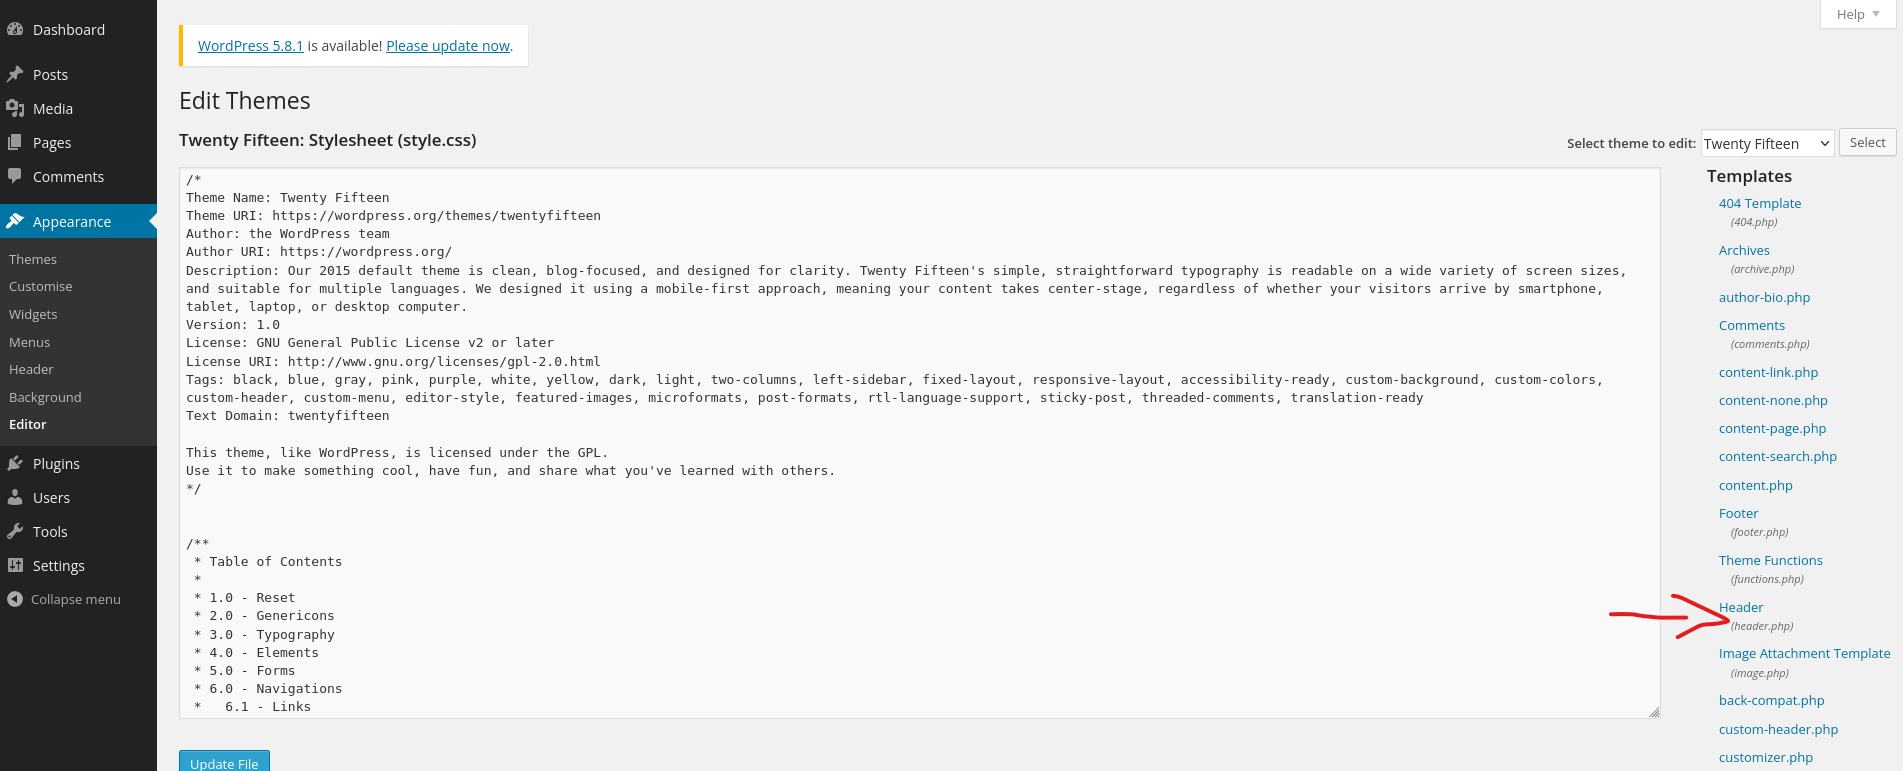 Dashboard
Posts
Media
Pages
Comments
Appearance
Themes
Customise
Widgets
Menus
Header
Background
Editor
Plugins
Users
Tools
Settings
Collapse menu
Help
WordPress 5.8.1 is available! Please update now.
Edit Themes
Twenty Fifteen: Stylesheet (style.css)
Select theme to edit: Twenty Fifteen Select
/*
Theme Name: Twenty Fifteen
Theme URI: https://wordpress.org/themes/twentyfifteen
Author: the WordPress team
Author URI: https://wordpress.org/
Description: Our 2015 default theme is clean, blog-focused, and designed for clarity. Twenty Fifteen's simple, straightforward typography is readable on a wide variety of screen sizes,
and suitable for multiple languages. We designed it using a mobile-first approach, meaning your content takes center-stage, regardless of whether your visitors arrive by smartphone,
tablet, laptop, or desktop computer.
Version: 1.0
License: GNU General Public License v2 or later
License URI: http://www.gnu.org/licenses/gpl-2.0.html
Tags: black, blue, gray, pink, purple, white, yellow, dark, light, two-columns, left-sidebar, fixed-layout, responsive-layout, accessibility-ready, custom-background, custom-colors,
custom-header, custom-menu, editor-style, featured-images, microformats, post-formats, rtl-language-support, sticky-post, threaded-comments, translation-ready
Text Domain: twentyfifteen
This theme, like WordPress, is licensed under the GPL.
Use it to make something cool, have fun, and share what you've learned with others.
*/
/**
* Table of Contents
*
* 1.0 - Reset
* 2.0 - Genericons
* 3.0 - Typography
* 4.0 - Elements
* 5.0 - Forms
* 6.0 - Navigations
* 6.1 - Links
Update File
Templates
404 Template
(404.php)
Archives
(archive.php)
author-bio.php
Comments
(comments.php)
content-link.php
content-none.php
content-page.php
content-search.php
content.php
Footer
(footer.php)
Theme Functions
(functions.php)
Header
(header.php)
Image Attachment Template
(image.php)
back-compat.php
custom-header.php
customizer.php